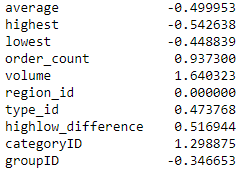 average -0.499953
highest -0.542638
lowest -0.448839
order_count 0.937300
volume 1.640323
region_id 0.000000
type_id 0.473768
highlow_difference 0.516944
categoryID 1.298875
groupID -0.346653